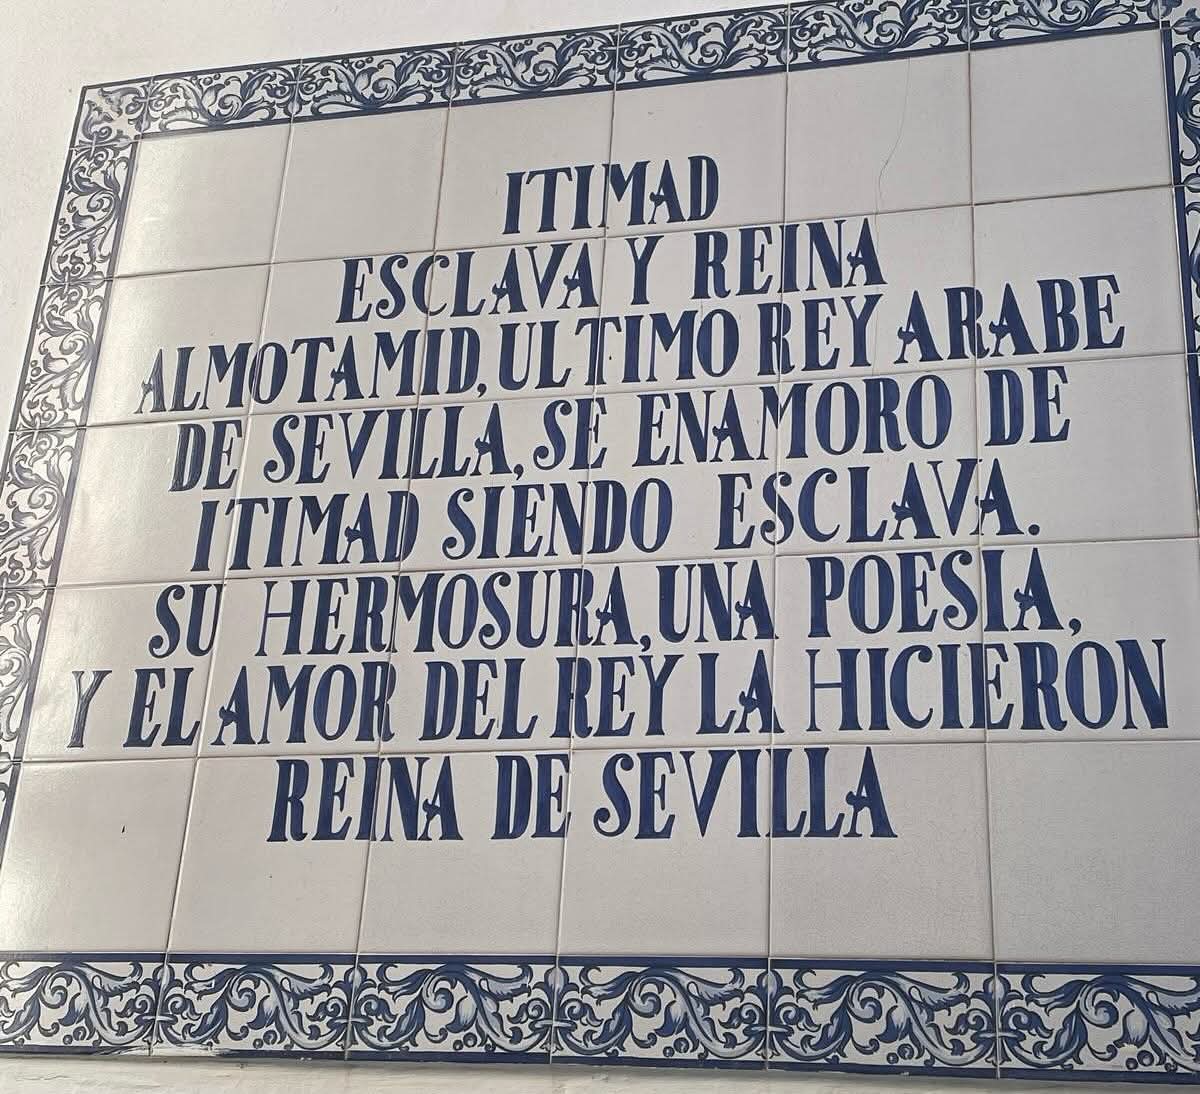 ITIMAD
ESCLAVA Y REINA
ALMOTAMID, ULTIMO REY ARABE
DE SEVILLA, SE ENAMORO DE
ITIMAD SIENDO ESCLAVA.
SU HERMOSURA, UNA POESIA,
Y EL AMOR DEL REY LA HICIERON
REINA DE SEVILLA